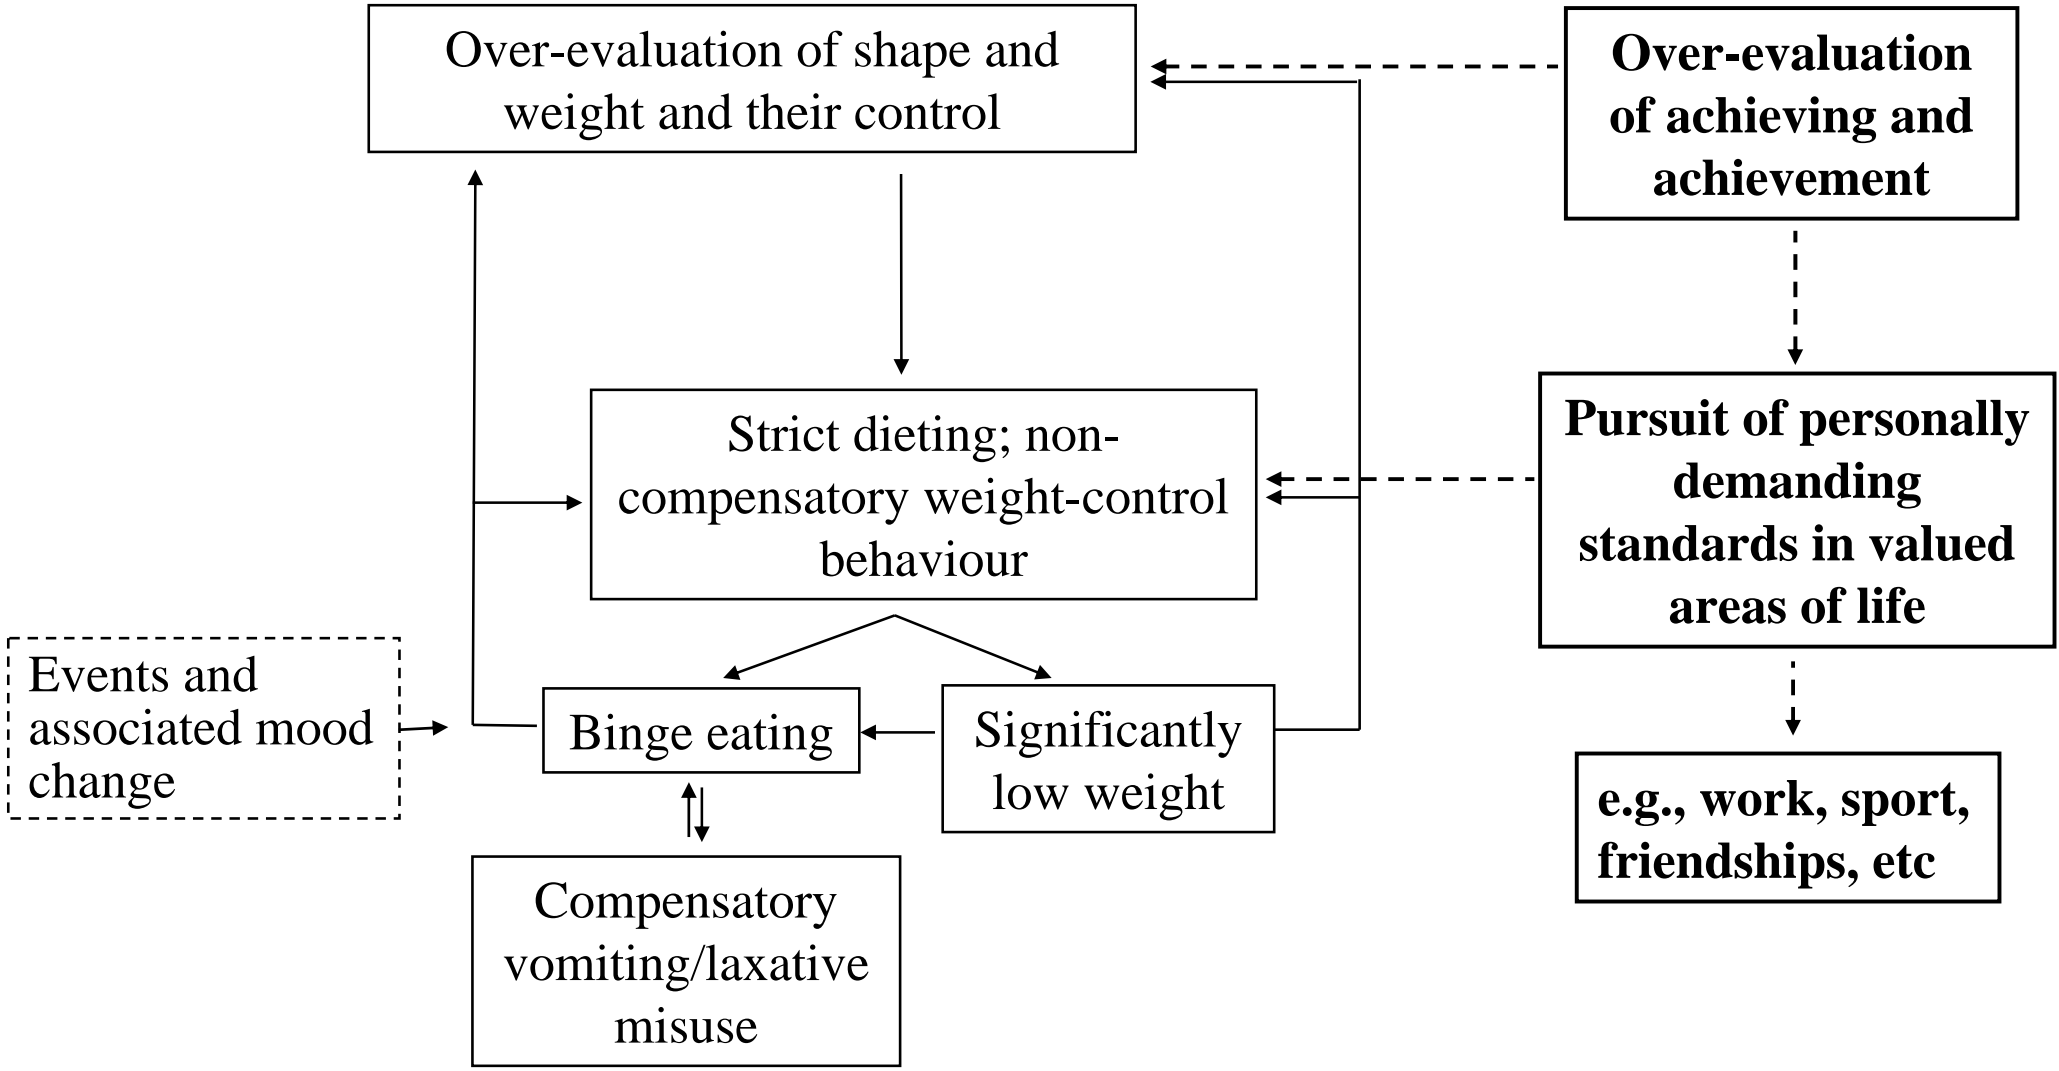 Over-evaluation of shape and
weight and their control
Over-evaluation
of achieving and
achievement
Strict dieting; non-
compensatory weight-control
behaviour
Pursuit of personally
demanding
standards in valued
areas of life
Events and
associated mood
change
Binge eating
Significantly
low weight
e.g., work, sport,
friendships, etc
Compensatory
vomiting/laxative
misuse